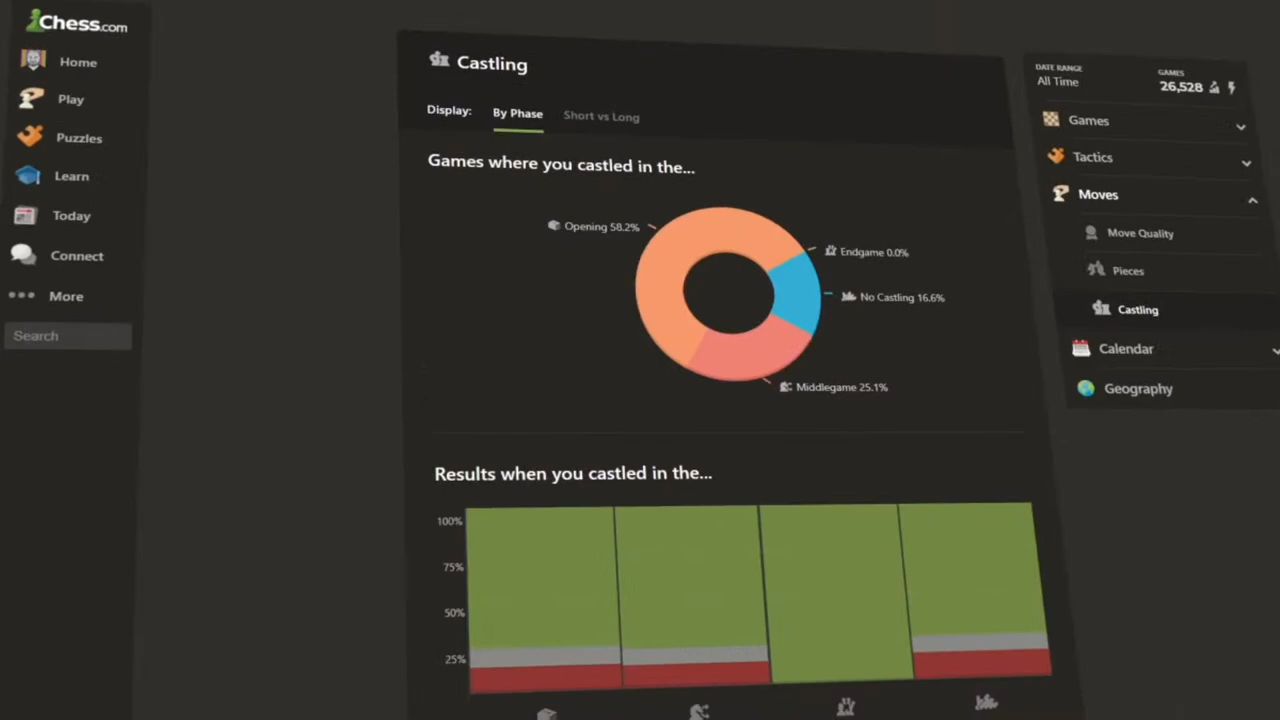 Chess.com
Home
Play
Puzzles
Learn
Today
Connect
More
Search
Castling
Display: By Phase Short vs Long
Games where you castled in the...
Opening 58.2%
Endgame 0.0%
No Castling 16.6%
Middlegame 25.1%
Results when you castled in the...
100%
75%
50%
25%
DATE RANGE
All Time
GAMES
26,528
Games
Tactics
Moves
Move Quality
Pieces
Castling
Calendar
Geography